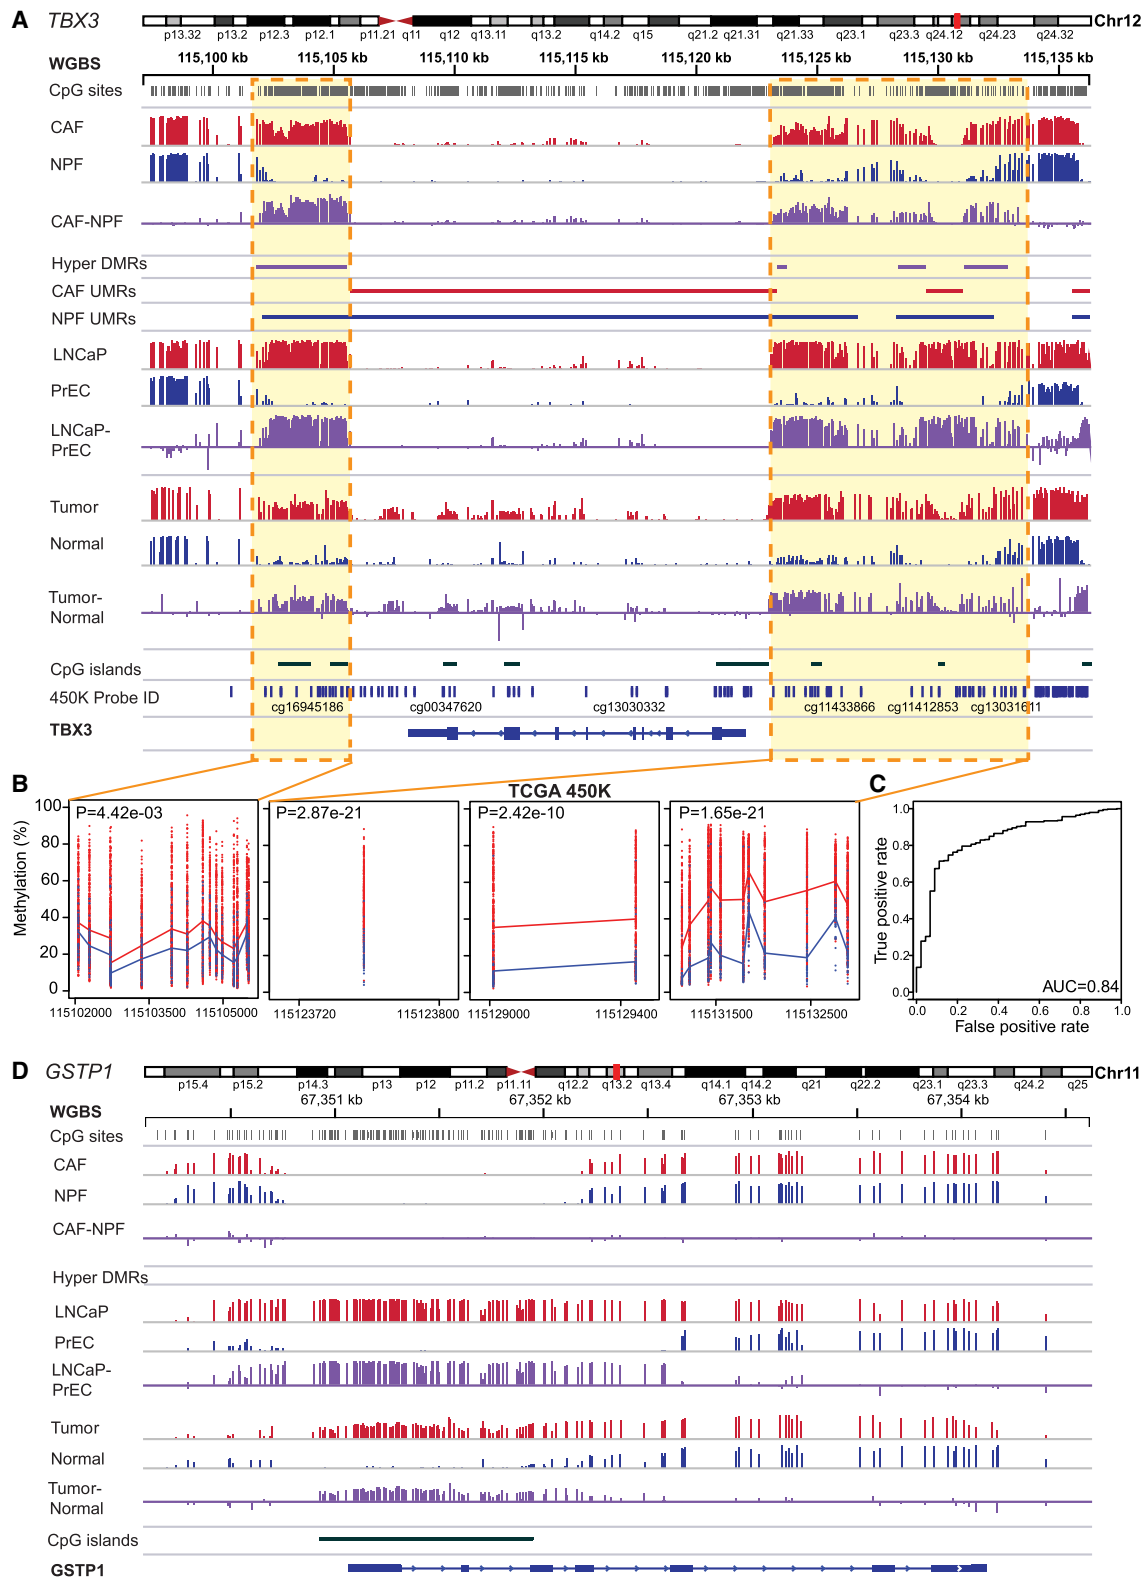 A TBX3 Chr12
p13.32 p13.2 p12.3 p12.1 p11.21 q11 q12 q13.11 q13.2 q14.2 q15 q21.2 q21.31 q21.33 q23.1 q23.3 q24.12 q24.23 q24.32
115,100 kb 115,105 kb 115,110 kb 115,115 kb 115,120 kb 115,125 kb 115,130 kb 115,135 kb
WGBS
CpG sites
CAF
NPF
CAF-NPF
Hyper DMRs
CAF UMRs
NPF UMRs
LNCaP
PrEC
LNCaP-
PrEC
Tumor
Normal
Tumor-
Normal
CpG islands
450K Probe ID
cg16945186 cg00347620 cg13030332 cg11433866 cg11412853 cg13031611
TBX3
B TCGA 450K
Methylation (%)
100
80
60
40
20
0
P=4.42e-03 P=2.87e-21 P=2.42e-10 P=1.65e-21
115102000 115103500 115105000 115123720 115123800 115129000 115129400 115131500 115132500
C
True positive rate
1.0
0.8
0.6
0.4
0.2
0.0
AUC=0.84
0.0 0.2 0.4 0.6 0.8 1.0
False positive rate
D GSTP1 Chr11
p15.4 p15.2 p14.3 p13 p12 p11.2 p11.11 q12.2 q13.2 q13.4 q14.1 q14.2 q21 q22.2 q23.1 q23.3 q24.2 q25
67,351 kb 67,352 kb 67,353 kb 67,354 kb
WGBS
CpG sites
CAF
NPF
CAF-NPF
Hyper DMRs
LNCaP
PrEC
LNCaP-
PrEC
Tumor
Normal
Tumor-
Normal
CpG islands
GSTP1